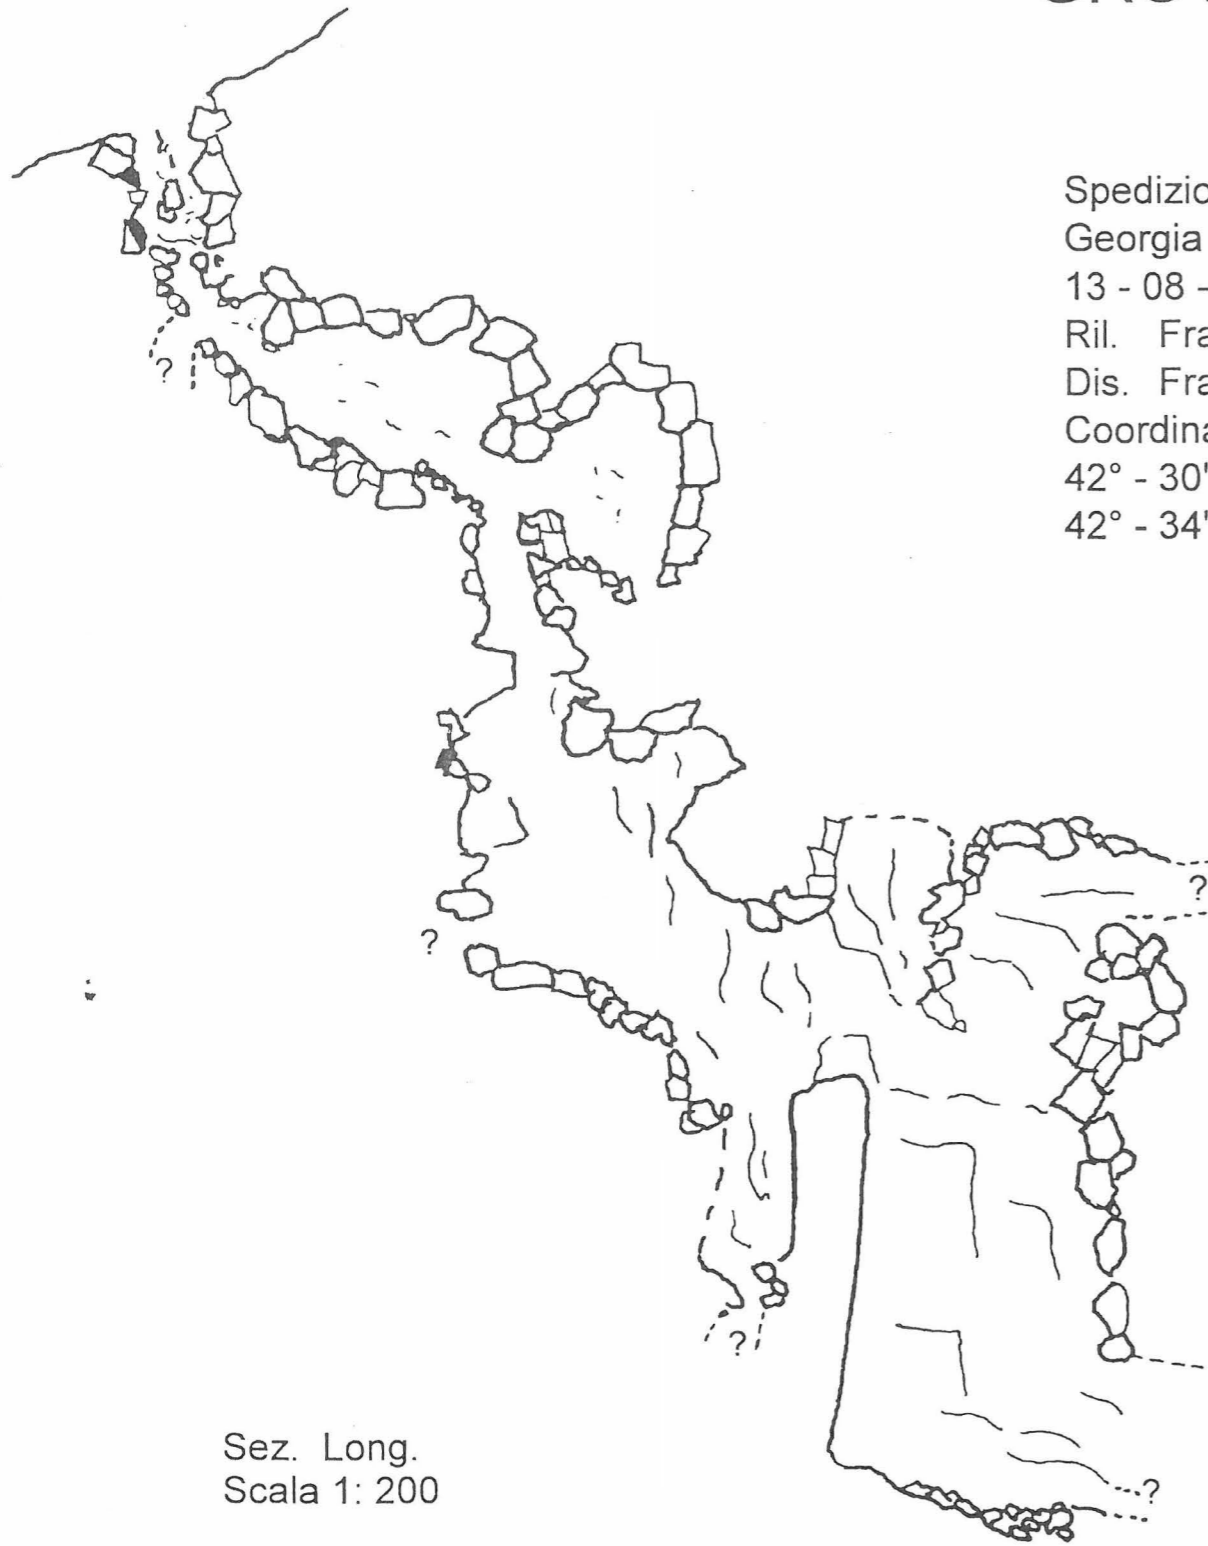 Spedizio
Georgia
13 - 08 -
Ril. Fra
Dis. Fra
Coordina
42° - 30'
42° - 34'
?
?
?
?
?
Sez. Long.
Scala 1: 200